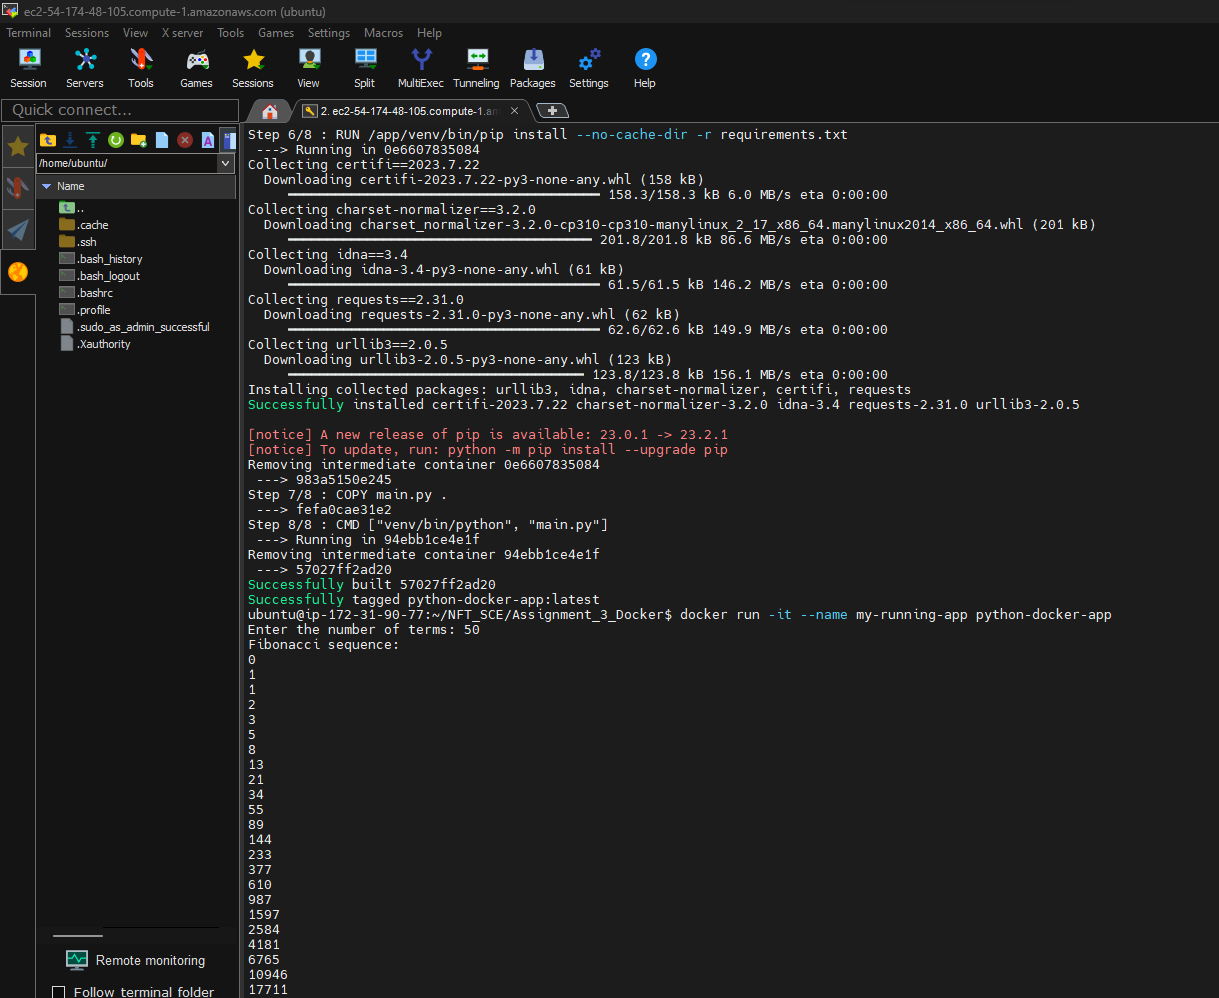 ec2-54-174-48-105.compute-1.amazonaws.com (ubuntu)
Terminal Sessions View X server Tools Games Settings Macros Help
Session Servers Tools Games Sessions View Split MultiExec Tunneling Packages Settings Help
Quick connect...
2. ec2-54-174-48-105.compute-1.am
/home/ubuntu/
Name
..
.cache
.ssh
.bash_history
.bash_logout
.bashrc
.profile
.sudo_as_admin_successful
.Xauthority
Remote monitoring
Follow terminal folder
Step 6/8 : RUN /app/venv/bin/pip install --no-cache-dir -r requirements.txt
---> Running in 0e6607835084
Collecting certifi==2023.7.22
Downloading certifi-2023.7.22-py3-none-any.whl (158 kB)
158.3/158.3 kB 6.0 MB/s eta 0:00:00
Collecting charset-normalizer==3.2.0
Downloading charset_normalizer-3.2.0-cp310-cp310-manylinux_2_17_x86_64.manylinux2014_x86_64.whl (201 kB)
201.8/201.8 kB 86.6 MB/s eta 0:00:00
Collecting idna==3.4
Downloading idna-3.4-py3-none-any.whl (61 kB)
61.5/61.5 kB 146.2 MB/s eta 0:00:00
Collecting requests==2.31.0
Downloading requests-2.31.0-py3-none-any.whl (62 kB)
62.6/62.6 kB 149.9 MB/s eta 0:00:00
Collecting urllib3==2.0.5
Downloading urllib3-2.0.5-py3-none-any.whl (123 kB)
123.8/123.8 kB 156.1 MB/s eta 0:00:00
Installing collected packages: urllib3, idna, charset-normalizer, certifi, requests
Successfully installed certifi-2023.7.22 charset-normalizer-3.2.0 idna-3.4 requests-2.31.0 urllib3-2.0.5
[notice] A new release of pip is available: 23.0.1 -> 23.2.1
[notice] To update, run: python -m pip install --upgrade pip
Removing intermediate container 0e6607835084
---> 983a5150e245
Step 7/8 : COPY main.py .
---> fefa0cae31e2
Step 8/8 : CMD ["venv/bin/python", "main.py"]
---> Running in 94ebb1ce4e1f
Removing intermediate container 94ebb1ce4e1f
---> 57027ff2ad20
Successfully built 57027ff2ad20
Successfully tagged python-docker-app:latest
ubuntu@ip-172-31-90-77:~/NFT_SCE/Assignment_3_Docker$ docker run -it --name my-running-app python-docker-app
Enter the number of terms: 50
Fibonacci sequence:
0
1
1
2
3
5
8
13
21
34
55
89
144
233
377
610
987
1597
2584
4181
6765
10946
17711